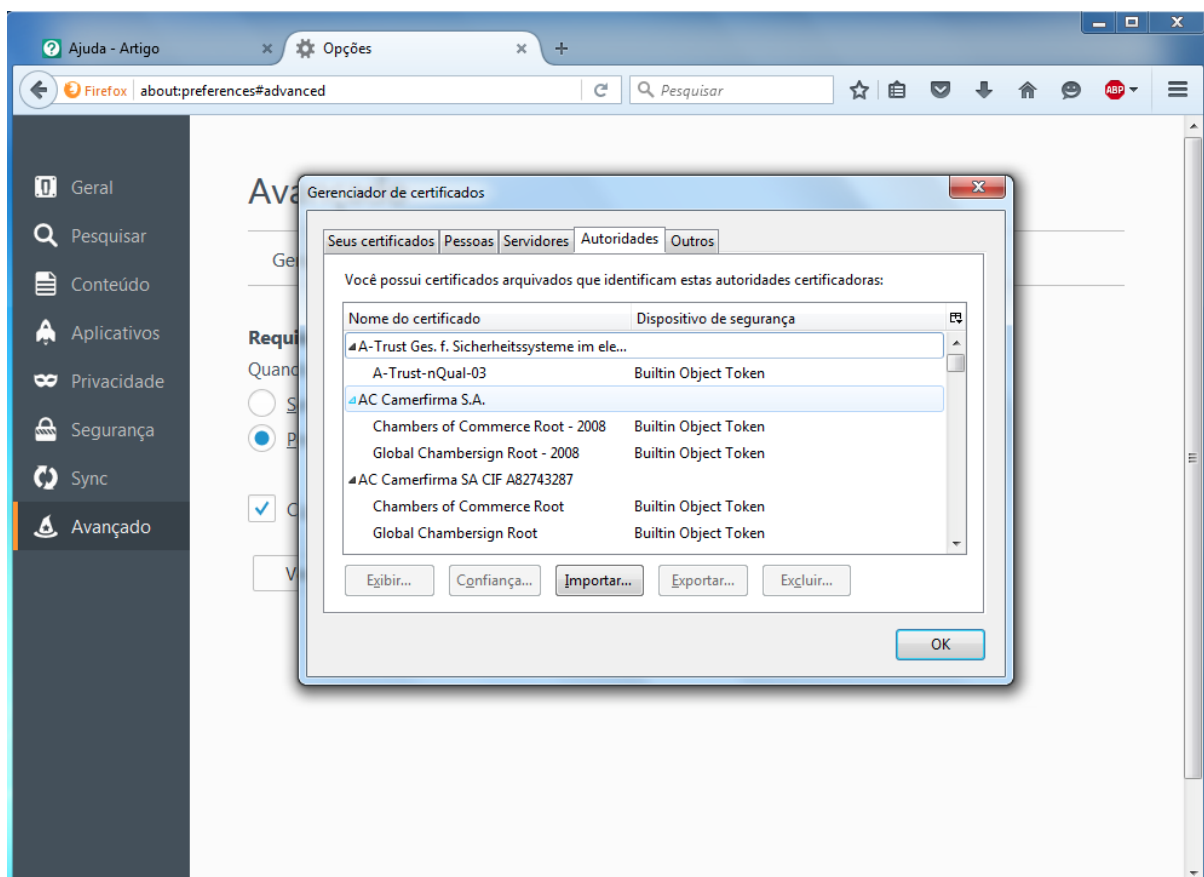 Ajuda - Artigo
Opções
Firefox about:preferences#advanced
Pesquisar
ABP
Geral
Pesquisar
Conteúdo
Aplicativos
Privacidade
Segurança
Sync
Avançado
Gerenciador de certificados
Seus certificados Pessoas Servidores Autoridades Outros
Você possui certificados arquivados que identificam estas autoridades certificadoras:
Nome do certificado Dispositivo de segurança
A-Trust Ges. f. Sicherheitssysteme im ele...
A-Trust-nQual-03 Builtin Object Token
AC Camerfirma S.A.
Chambers of Commerce Root - 2008 Builtin Object Token
Global Chambersign Root - 2008 Builtin Object Token
AC Camerfirma SA CIF A82743287
Chambers of Commerce Root Builtin Object Token
Global Chambersign Root Builtin Object Token
Exibir... Confiança... Importar... Exportar... Excluir...
OK